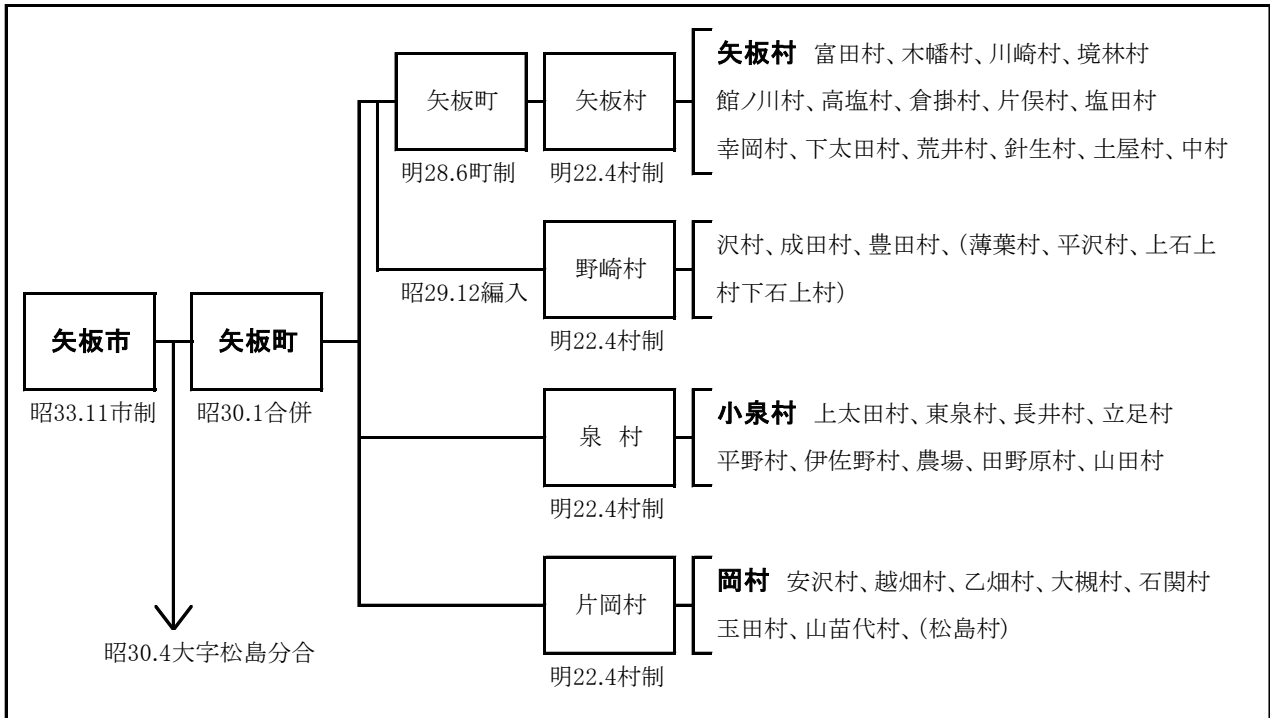 矢板村 富田村、木幡村、川崎村、境林村
館ノ川村、高塩村、倉掛村、片俣村、塩田村
幸岡村、下太田村、荒井村、針生村、土屋村、中村
矢板町
矢板村
明28.6町制
明22.4村制
沢村、成田村、豊田村、(薄葉村、平沢村、上石上
村下石上村)
野崎村
昭29.12編入
明22.4村制
矢板市
矢板町
昭33.11市制
昭30.1合併
小泉村 上太田村、東泉村、長井村、立足村
平野村、伊佐野村、農場、田野原村、山田村
泉 村
明22.4村制
岡村 安沢村、越畑村、乙畑村、大槻村、石関村
玉田村、山苗代村、(松島村)
片岡村
明22.4村制
昭30.4大字松島分合